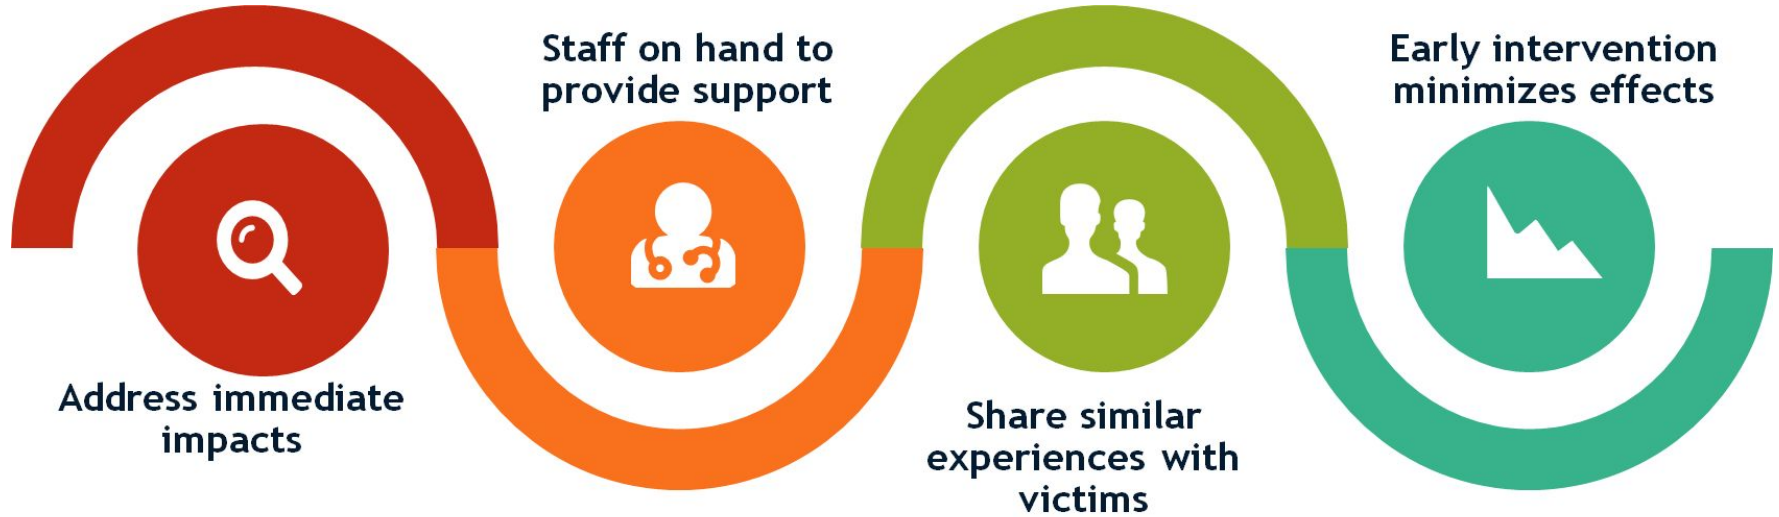 Address immediate
impacts
Staff on hand to
provide support
Share similar
experiences with
victims
Early intervention
minimizes effects